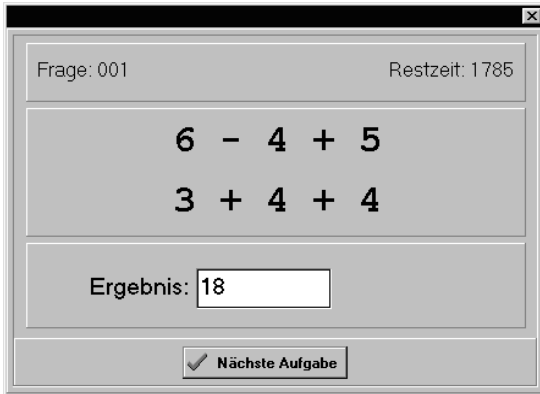 Frage: 001 Restzeit: 1785
6 - 4 + 5
3 + 4 + 4
Ergebnis: 18
Nächste Aufgabe